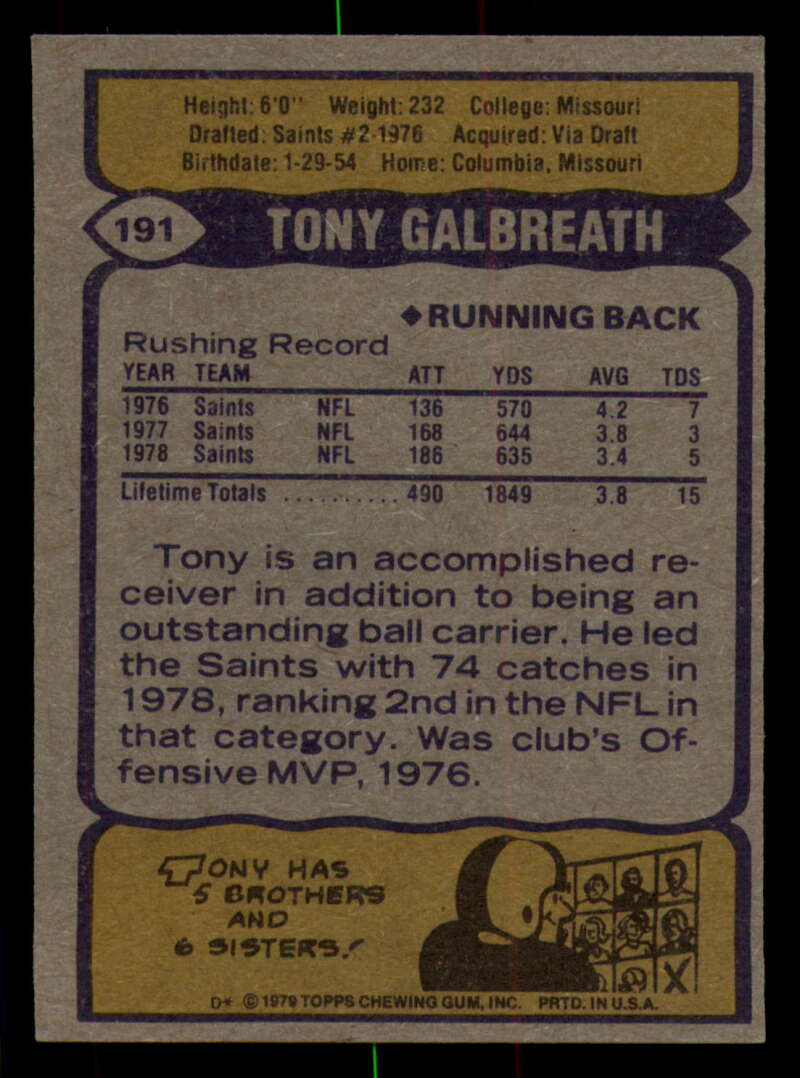 Height: 6'0" Weight: 232 College: Missouri
Drafted: Saints #2-1976 Acquired: Via Draft
Birthdate: 1-29-54 Home: Columbia, Missouri
191 TONY GALBREATH
◆RUNNING BACK
Rushing Record
YEAR TEAM ATT YDS AVG TDS
1976 Saints NFL 136 570 4.2 7
1977 Saints NFL 168 644 3.8 3
1978 Saints NFL 186 635 3.4 5
Lifetime Totals .......... 490 1849 3.8 15
Tony is an accomplished re-
ceiver in addition to being an
outstanding ball carrier. He led
the Saints with 74 catches in
1978, ranking 2nd in the NFL in
that category. Was club's Of-
fensive MVP, 1976.
TONY HAS
5 BROTHERS
AND
6 SISTERS!
X
D* © 1979 TOPPS CHEWING GUM, INC. PRTD. IN U.S.A.